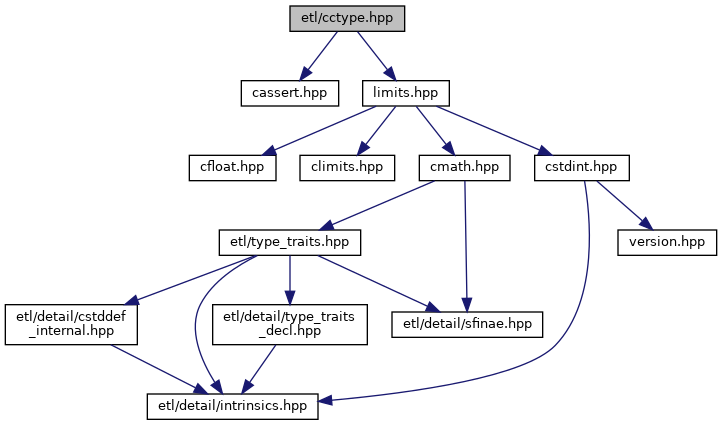 etl/cctype.hpp
cassert.hpp
limits.hpp
cfloat.hpp
climits.hpp
cmath.hpp
cstdint.hpp
etl/type_traits.hpp
version.hpp
etl/detail/cstddef
_internal.hpp
etl/detail/type_traits
_decl.hpp
etl/detail/sfinae.hpp
etl/detail/intrinsics.hpp